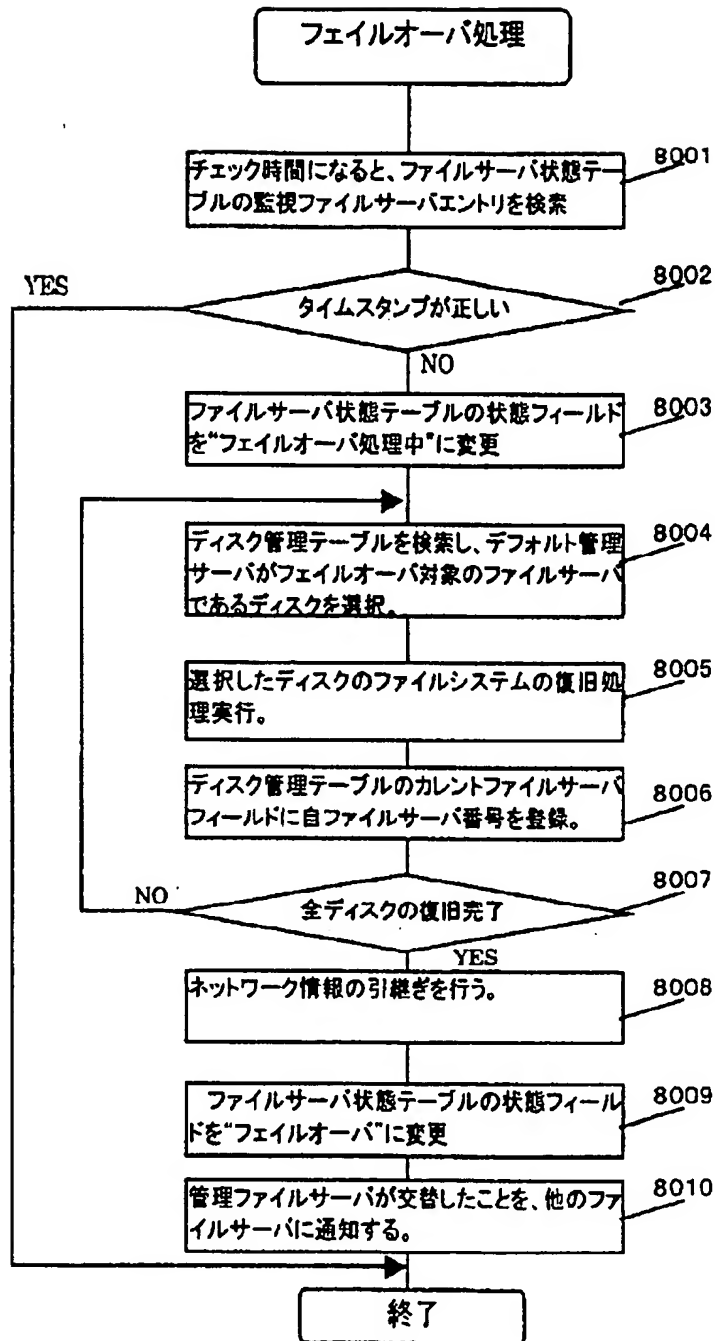 フェイルオーバ処理
チェック時間になると、ファイルサーバ状態テー
ブルの監視ファイルサーバエントリを検索
8001
YES
タイムスタンプが正しい
8002
NO
ファイルサーバ状態テーブルの状態フィールド
を“フェイルオーバ処理中”に変更
8003
ディスク管理テーブルを検索し、デフォルト管理
サーバがフェイルオーバ対象のファイルサーバ
であるディスクを選択。
8004
選択したディスクのファイルシステムの復旧処
理実行。
8005
ディスク管理テーブルのカレントファイルサーバ
フィールドに自ファイルサーバ番号を登録。
8006
NO
全ディスクの復旧完了
8007
YES
ネットワーク情報の引継ぎを行う。
8008
ファイルサーバ状態テーブルの状態フィール
ドを“フェイルオーバ”に変更
8009
管理ファイルサーバが交替したことを、他のファ
イルサーバに通知する。
8010
終了